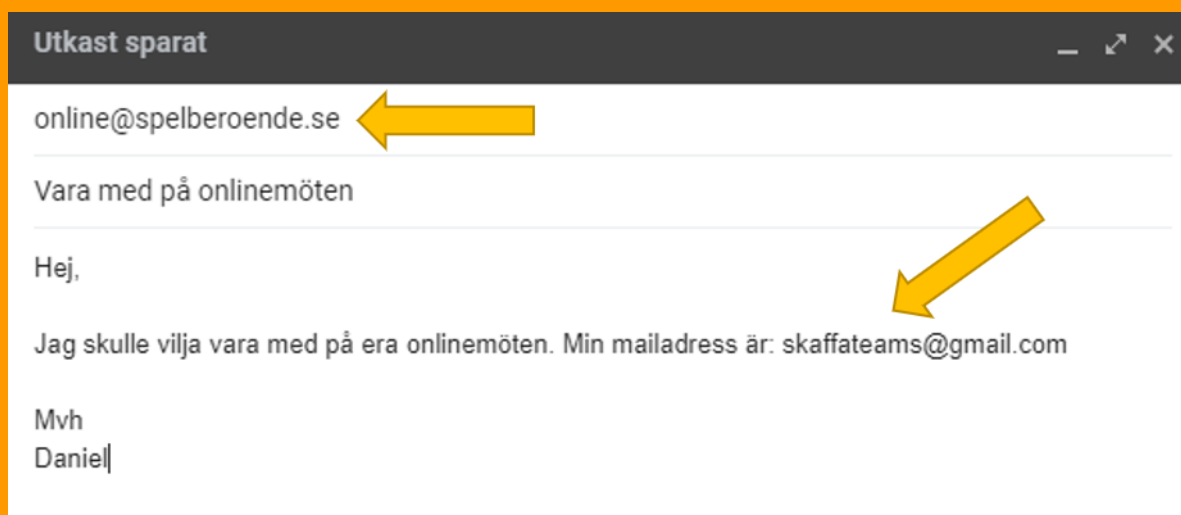 Utkast sparat
online@spelberoende.se
Vara med på onlinemöten
Hej,
Jag skulle vilja vara med på era onlinemöten. Min mailadress är: skaffateams@gmail.com
Mvh
Daniel